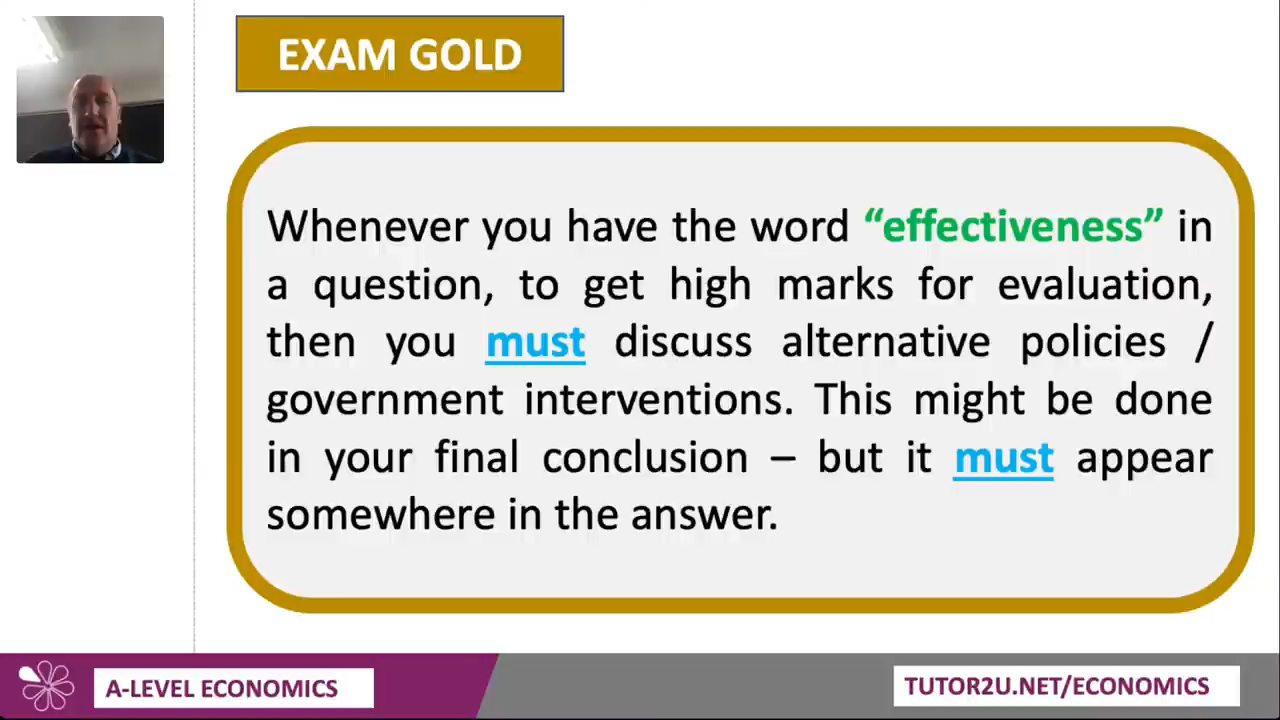 EXAM GOLD
Whenever you have the word “effectiveness” in
a question, to get high marks for evaluation,
then you must discuss alternative policies /
government interventions. This might be done
in your final conclusion – but it must appear
somewhere in the answer.
A-LEVEL ECONOMICS
TUTOR2U.NET/ECONOMICS